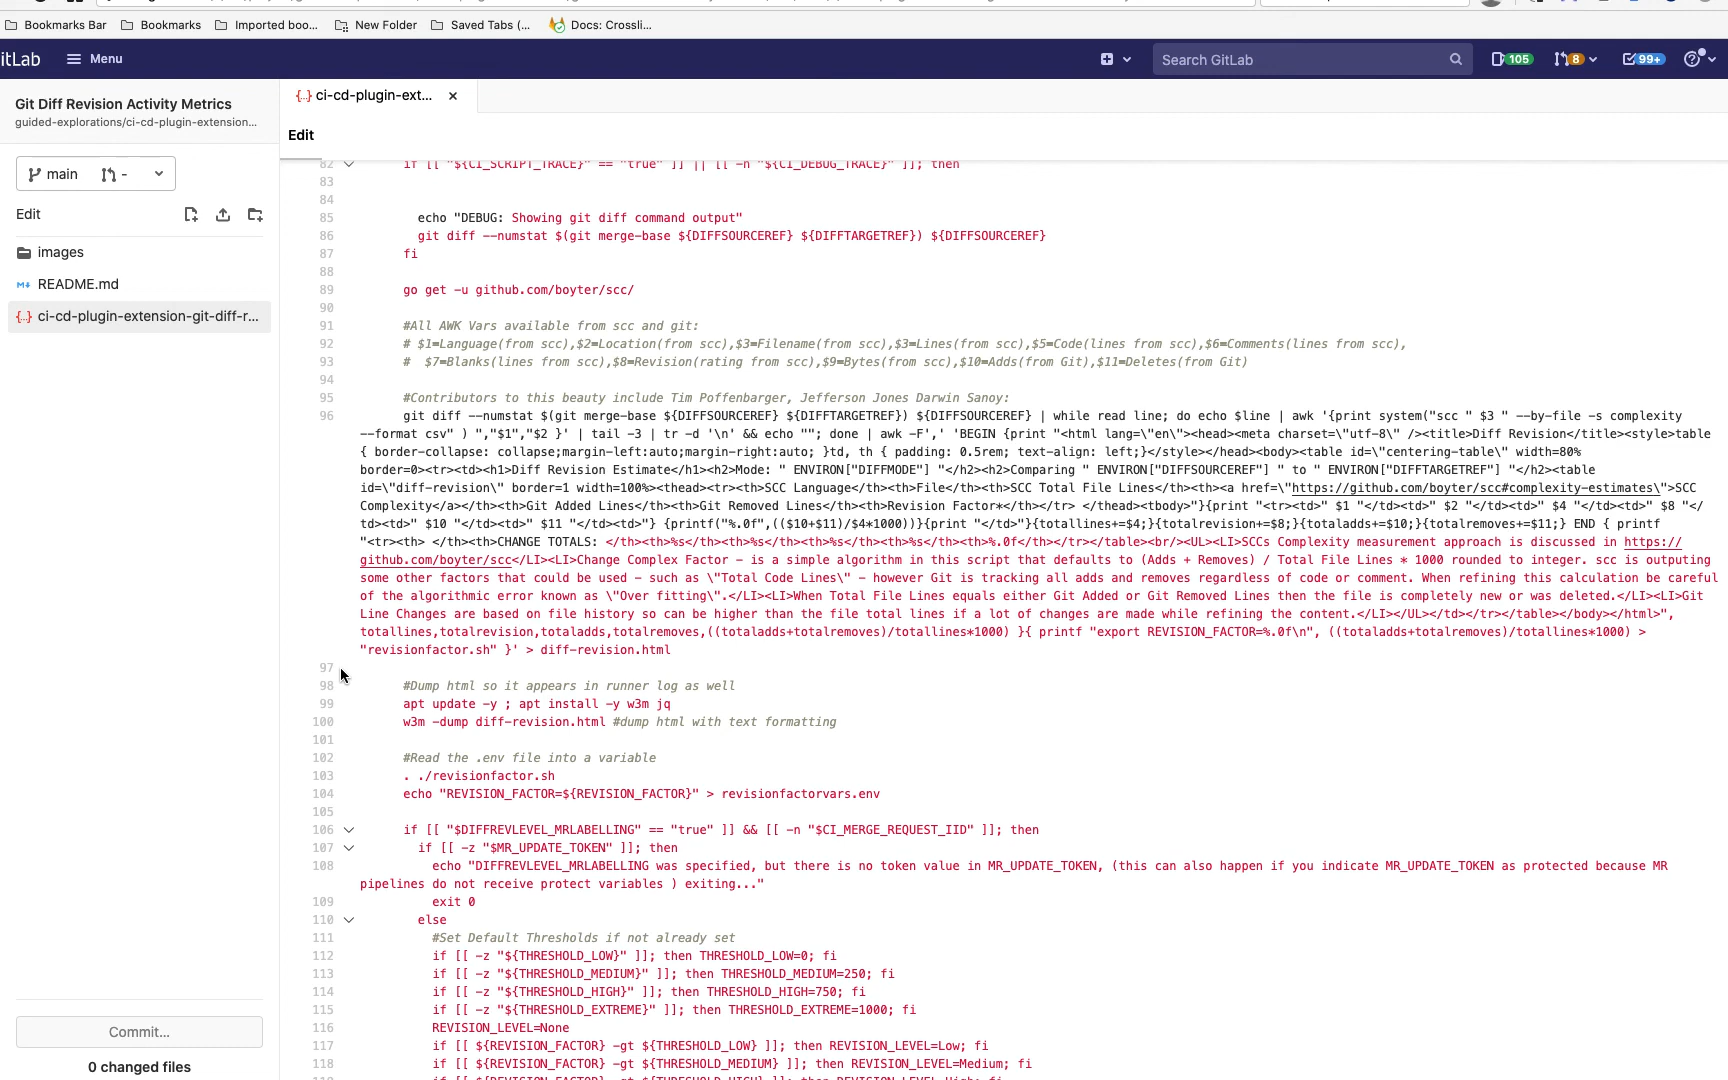 Bookmarks Bar Bookmarks Imported boo... New Folder Saved Tabs (... Docs: Crossli...
itLab Menu Search GitLab 105 8 99+
Git Diff Revision Activity Metrics
guided-explorations/ci-cd-plugin-extension...
{..} ci-cd-plugin-ext... ×
Edit
main -
Edit
images
README.md
{..} ci-cd-plugin-extension-git-diff-r...
82 if [[ "${CI_SCRIPT_TRACE}" == "true" ]] || [[ -n "${CI_DEBUG_TRACE}" ]]; then
83
84
85 echo "DEBUG: Showing git diff command output"
86 git diff --numstat $(git merge-base ${DIFFSOURCEREF} ${DIFFTARGETREF}) ${DIFFSOURCEREF}
87 fi
88
89 go get -u github.com/boyter/scc/
90
91 #All AWK Vars available from scc and git:
92 # $1=Language(from scc),$2=Location(from scc),$3=Filename(from scc),$3=Lines(from scc),$5=Code(lines from scc),$6=Comments(lines from scc),
93 #  $7=Blanks(lines from scc),$8=Revision(rating from scc),$9=Bytes(from scc),$10=Adds(from Git),$11=Deletes(from Git)
94
95 #Contributors to this beauty include Tim Poffenbarger, Jefferson Jones Darwin Sanoy:
96 git diff --numstat $(git merge-base ${DIFFSOURCEREF} ${DIFFTARGETREF}) ${DIFFSOURCEREF} | while read line; do echo $line | awk '{print system("scc " $3 " --by-file -s complexity
--format csv" ) ","$1","$2 }' | tail -3 | tr -d '\n' && echo ""; done | awk -F',' 'BEGIN {print "<html lang=\"en\"><head><meta charset=\"utf-8\" /><title>Diff Revision</title><style>table
{ border-collapse: collapse;margin-left:auto;margin-right:auto; }td, th { padding: 0.5rem; text-align: left;}</style></head><body><table id=\"centering-table\" width=80%
border=0><tr><td><h1>Diff Revision Estimate</h1><h2>Mode: " ENVIRON["DIFFMODE"] "</h2><h2>Comparing " ENVIRON["DIFFSOURCEREF"] " to " ENVIRON["DIFFTARGETREF"] "</h2><table
id=\"diff-revision\" border=1 width=100%><thead><tr><th>SCC Language</th><th>File</th><th>SCC Total File Lines</th><th><a href=\"https://github.com/boyter/scc#complexity-estimates\">SCC
Complexity</a></th><th>Git Added Lines</th><th>Git Removed Lines</th><th>Revision Factor*</th></tr> </thead><tbody>"}{print "<tr><td>" $1 "</td><td>" $2 "</td><td>" $4 "</td><td>" $8 "</
td><td>" $10 "</td><td>" $11 "</td><td>"} {printf("%.0f",(($10+$11)/$4*1000))}{print "</td>"}{totallines+=$4;}{totalrevision+=$8;}{totaladds+=$10;}{totalremoves+=$11;} END { printf
"<tr><th> </th><th>CHANGE TOTALS: </th><th>%s</th><th>%s</th><th>%s</th><th>%s</th><th>%.0f</th></tr></table><br/><UL><LI>SCCs Complexity measurement approach is discussed in https://
github.com/boyter/scc</LI><LI>Change Complex Factor - is a simple algorithm in this script that defaults to (Adds + Removes) / Total File Lines * 1000 rounded to integer. scc is outputing
some other factors that could be used - such as \"Total Code Lines\" - however Git is tracking all adds and removes regardless of code or comment. When refining this calculation be careful
of the algorithmic error known as \"Over fitting\".</LI><LI>When Total File Lines equals either Git Added or Git Removed Lines then the file is completely new or was deleted.</LI><LI>Git
Line Changes are based on file history so can be higher than the file total lines if a lot of changes are made while refining the content.</LI></UL></td></tr></table></body></html>",
totallines,totalrevision,totaladds,totalremoves,((totaladds+totalremoves)/totallines*1000) }{ printf "export REVISION_FACTOR=%.0f\n", ((totaladds+totalremoves)/totallines*1000) >
"revisionfactor.sh" }' > diff-revision.html
97
98 #Dump html so it appears in runner log as well
99 apt update -y ; apt install -y w3m jq
100 w3m -dump diff-revision.html #dump html with text formatting
101
102 #Read the .env file into a variable
103 . ./revisionfactor.sh
104 echo "REVISION_FACTOR=${REVISION_FACTOR}" > revisionfactorvars.env
105
106 if [[ "$DIFFREVLEVEL_MRLABELLING" == "true" ]] && [[ -n "$CI_MERGE_REQUEST_IID" ]]; then
107 if [[ -z "$MR_UPDATE_TOKEN" ]]; then
108 echo "DIFFREVLEVEL_MRLABELLING was specified, but there is no token value in MR_UPDATE_TOKEN, (this can also happen if you indicate MR_UPDATE_TOKEN as protected because MR
pipelines do not receive protect variables ) exiting..."
109 exit 0
110 else
111 #Set Default Thresholds if not already set
112 if [[ -z "${THRESHOLD_LOW}" ]]; then THRESHOLD_LOW=0; fi
113 if [[ -z "${THRESHOLD_MEDIUM}" ]]; then THRESHOLD_MEDIUM=250; fi
114 if [[ -z "${THRESHOLD_HIGH}" ]]; then THRESHOLD_HIGH=750; fi
115 if [[ -z "${THRESHOLD_EXTREME}" ]]; then THRESHOLD_EXTREME=1000; fi
116 REVISION_LEVEL=None
117 if [[ ${REVISION_FACTOR} -gt ${THRESHOLD_LOW} ]]; then REVISION_LEVEL=Low; fi
118 if [[ ${REVISION_FACTOR} -gt ${THRESHOLD_MEDIUM} ]]; then REVISION_LEVEL=Medium; fi
Commit...
0 changed files